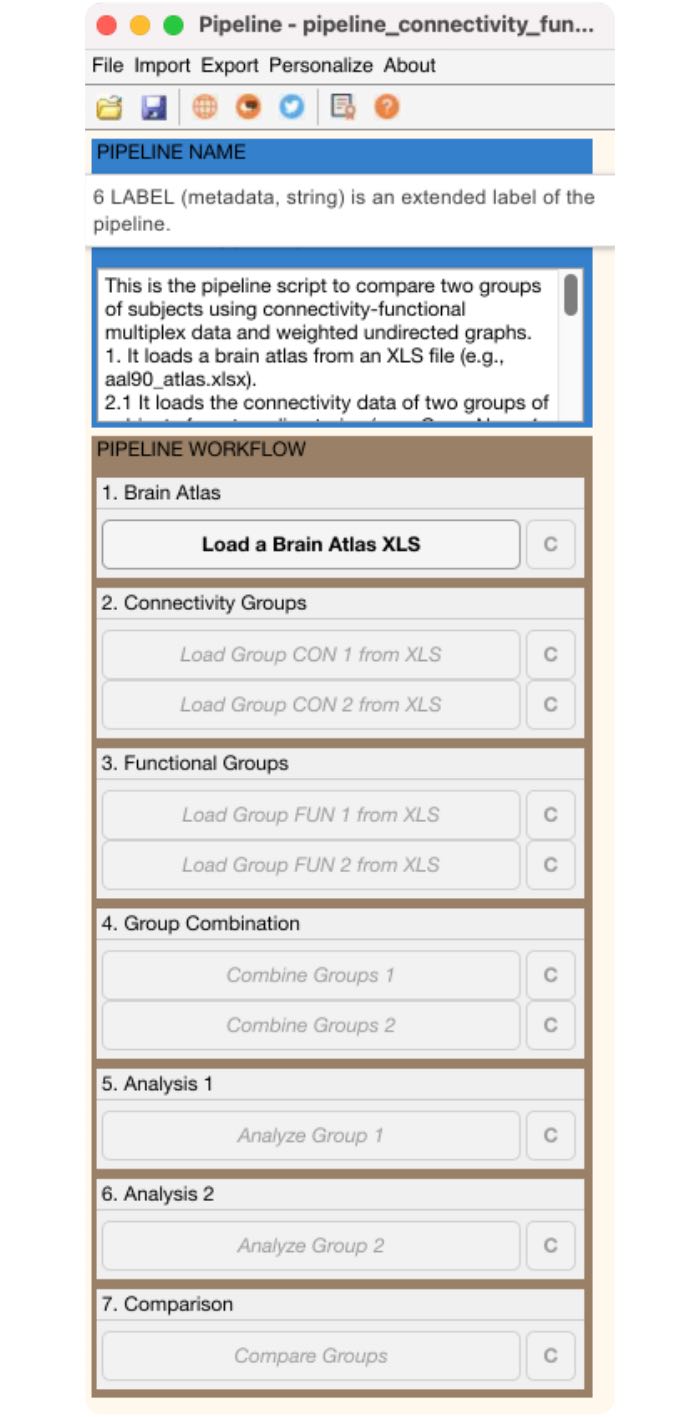 Pipeline - pipeline_connectivity_fun...
File Import Export Personalize About
PIPELINE NAME
6 LABEL (metadata, string) is an extended label of the
pipeline.
This is the pipeline script to compare two groups
of subjects using connectivity-functional
multiplex data and weighted undirected graphs.
1. It loads a brain atlas from an XLS file (e.g.,
aal90_atlas.xlsx).
2.1 It loads the connectivity data of two groups of
PIPELINE WORKFLOW
1. Brain Atlas
Load a Brain Atlas XLS C
2. Connectivity Groups
Load Group CON 1 from XLS C
Load Group CON 2 from XLS C
3. Functional Groups
Load Group FUN 1 from XLS C
Load Group FUN 2 from XLS C
4. Group Combination
Combine Groups 1 C
Combine Groups 2 C
5. Analysis 1
Analyze Group 1 C
6. Analysis 2
Analyze Group 2 C
7. Comparison
Compare Groups C